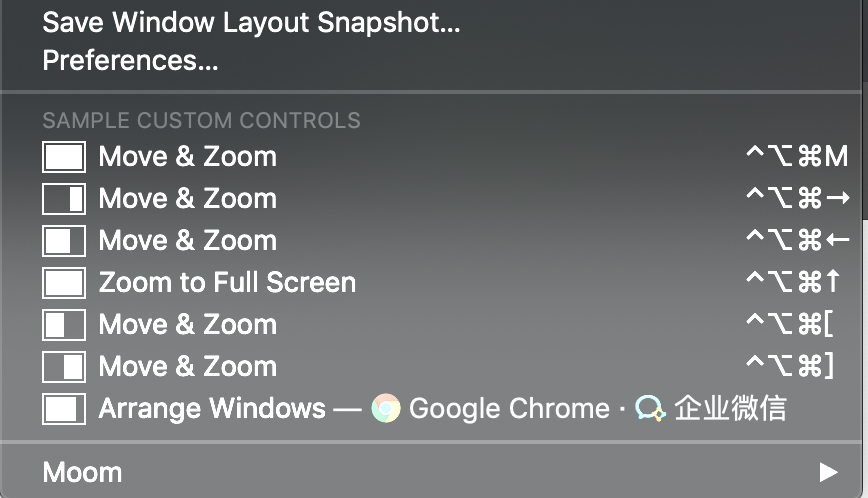 Save Window Layout Snapshot...
Preferences...
SAMPLE CUSTOM CONTROLS
Move & Zoom ^⌥⌘M
Move & Zoom ^⌥⌘→
Move & Zoom ^⌥⌘←
Zoom to Full Screen ^⌥⌘↑
Move & Zoom ^⌥⌘[
Move & Zoom ^⌥⌘]
Arrange Windows — Google Chrome · 企业微信
Moom ▶